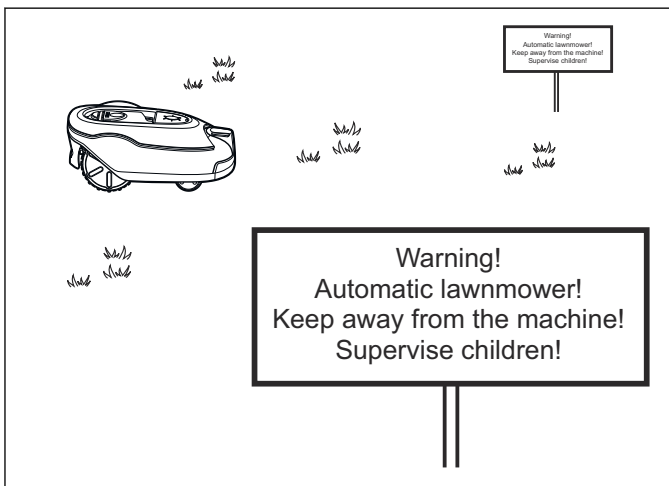 Warning!
Automatic lawnmower!
Keep away from the machine!
Supervise children!
Warning!
Automatic lawnmower!
Keep away from the machine!
Supervise children!